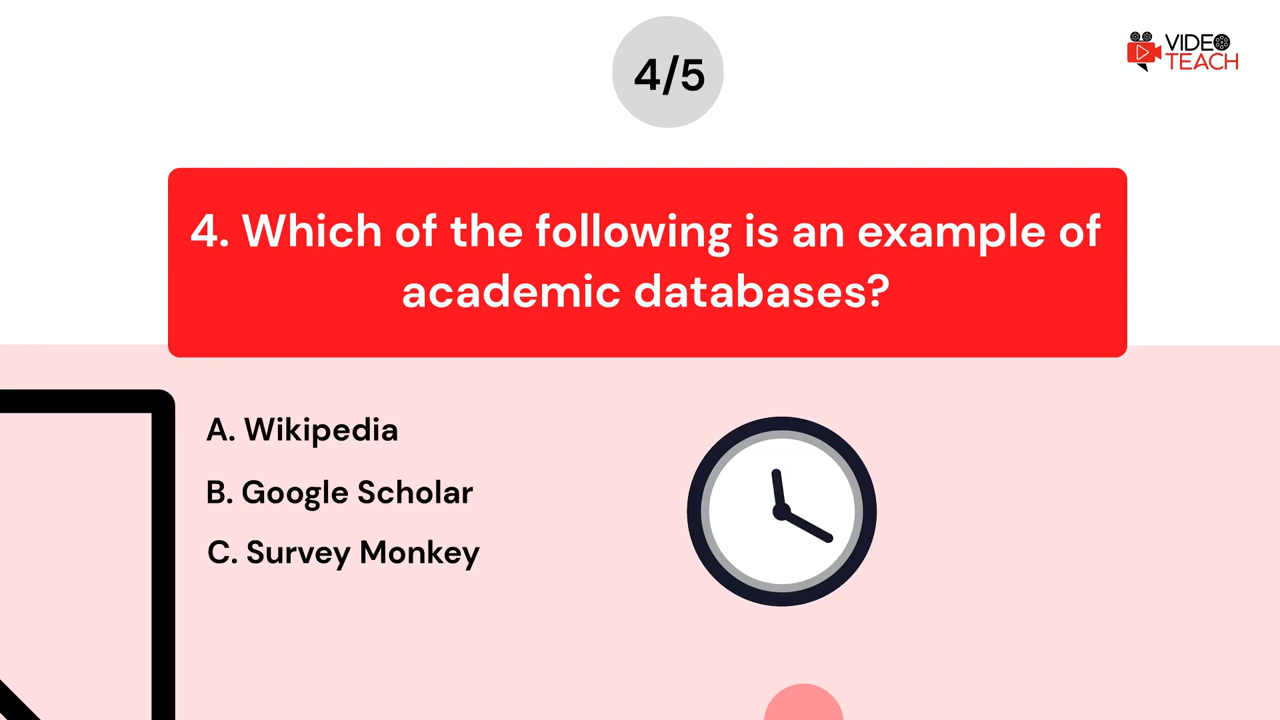 4/5
VIDEO
TEACH
4. Which of the following is an example of
academic databases?
A. Wikipedia
B. Google Scholar
C. Survey Monkey